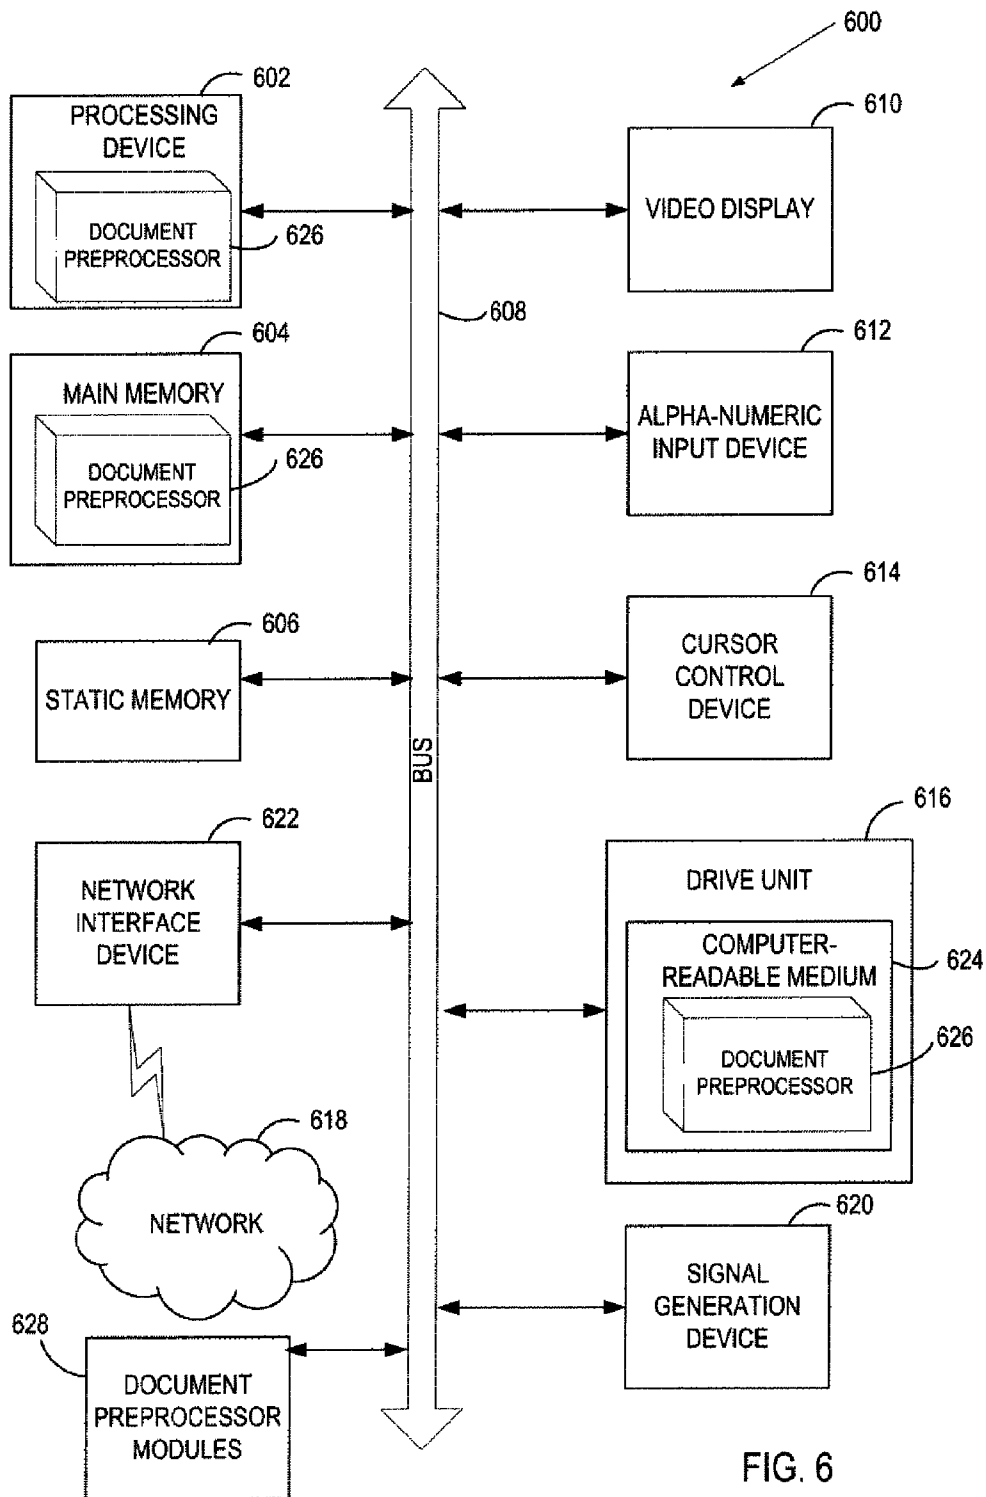 600
602
PROCESSING
DEVICE
DOCUMENT
PREPROCESSOR
626
604
MAIN MEMORY
DOCUMENT
PREPROCESSOR
626
606
STATIC MEMORY
622
NETWORK
INTERFACE
DEVICE
618
NETWORK
628
DOCUMENT
PREPROCESSOR
MODULES
608
BUS
610
VIDEO DISPLAY
612
ALPHA-NUMERIC
INPUT DEVICE
614
CURSOR
CONTROL
DEVICE
616
DRIVE UNIT
COMPUTER-
READABLE MEDIUM
624
DOCUMENT
PREPROCESSOR
626
620
SIGNAL
GENERATION
DEVICE
FIG. 6